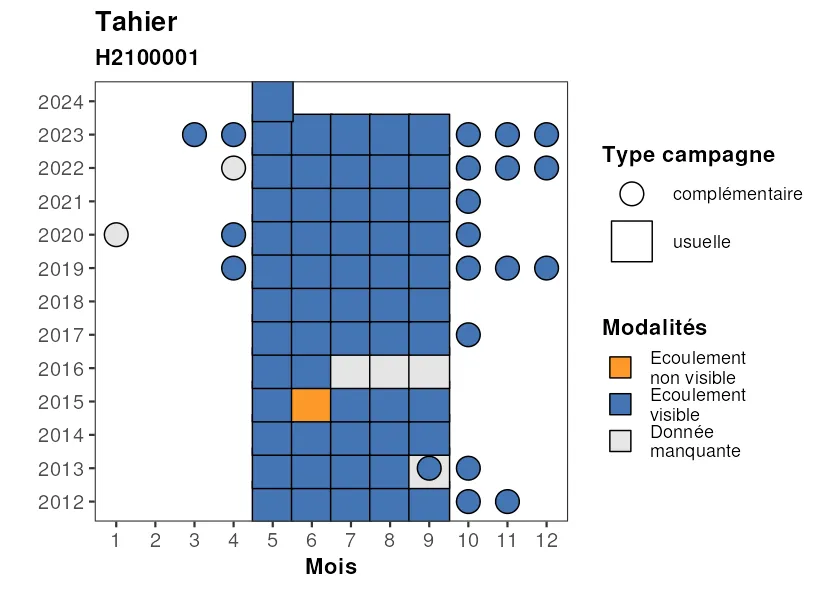 Tahier
H2100001
2024
2023
2022
2021
2020
2019
2018
2017
2016
2015
2014
2013
2012
1 2 3 4 5 6 7 8 9 10 11 12
Mois
Type campagne
complémentaire
usuelle
Modalités
Ecoulement
non visible
Ecoulement
visible
Donnée
manquante